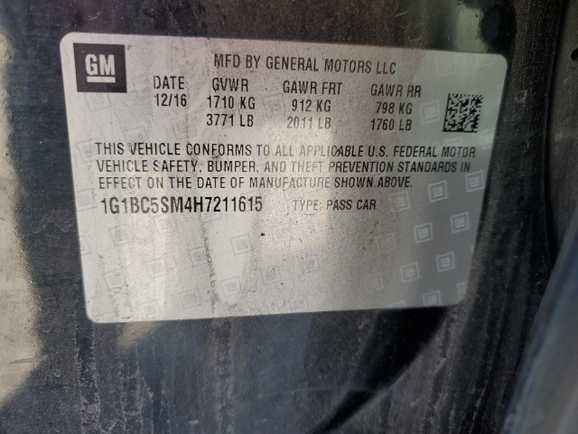 GM
MFD BY GENERAL MOTORS LLC
DATE GVWR GAWR FRT GAWR RR
12/16 1710 KG 912 KG 798 KG
3771 LB 2011 LB 1760 LB
THIS VEHICLE CONFORMS TO ALL APPLICABLE U.S. FEDERAL MOTOR
VEHICLE SAFETY, BUMPER, AND THEFT PREVENTION STANDARDS IN
EFFECT ON THE DATE OF MANUFACTURE SHOWN ABOVE.
1G1BC5SM4H7211615 TYPE: PASS CAR